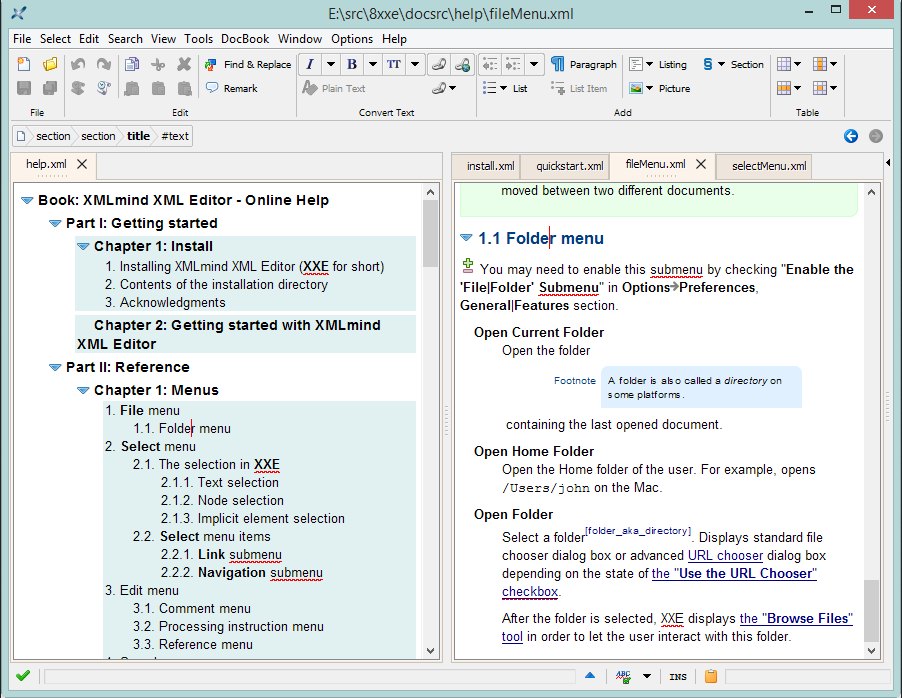 E:\src\8xxe\docsrc\help\fileMenu.xml
File Select Edit Search View Tools DocBook Window Options Help
Find & Replace I B TT Paragraph Listing S Section
Remark A Plain Text List List Item Picture
File Edit Convert Text Add Table
section section title #text
help.xml
Book: XMLmind XML Editor - Online Help
Part I: Getting started
Chapter 1: Install
1. Installing XMLmind XML Editor (XXE for short)
2. Contents of the installation directory
3. Acknowledgments
Chapter 2: Getting started with XMLmind
XML Editor
Part II: Reference
Chapter 1: Menus
1. File menu
1.1. Folder menu
2. Select menu
2.1. The selection in XXE
2.1.1. Text selection
2.1.2. Node selection
2.1.3. Implicit element selection
2.2. Select menu items
2.2.1. Link submenu
2.2.2. Navigation submenu
3. Edit menu
3.1. Comment menu
3.2. Processing instruction menu
3.3. Reference menu
install.xml quickstart.xml fileMenu.xml selectMenu.xml
moved between two different documents.
1.1 Folder menu
You may need to enable this submenu by checking "Enable the
'File|Folder' Submenu" in Options➔Preferences,
General|Features section.
Open Current Folder
Open the folder
Footnote A folder is also called a directory on
some platforms.
containing the last opened document.
Open Home Folder
Open the Home folder of the user. For example, opens
/Users/john on the Mac.
Open Folder
Select a folder[folder_aka_directory]. Displays standard file
chooser dialog box or advanced URL chooser dialog box
depending on the state of the "Use the URL Chooser"
checkbox.
After the folder is selected, XXE displays the "Browse Files"
tool in order to let the user interact with this folder.
ABC INS